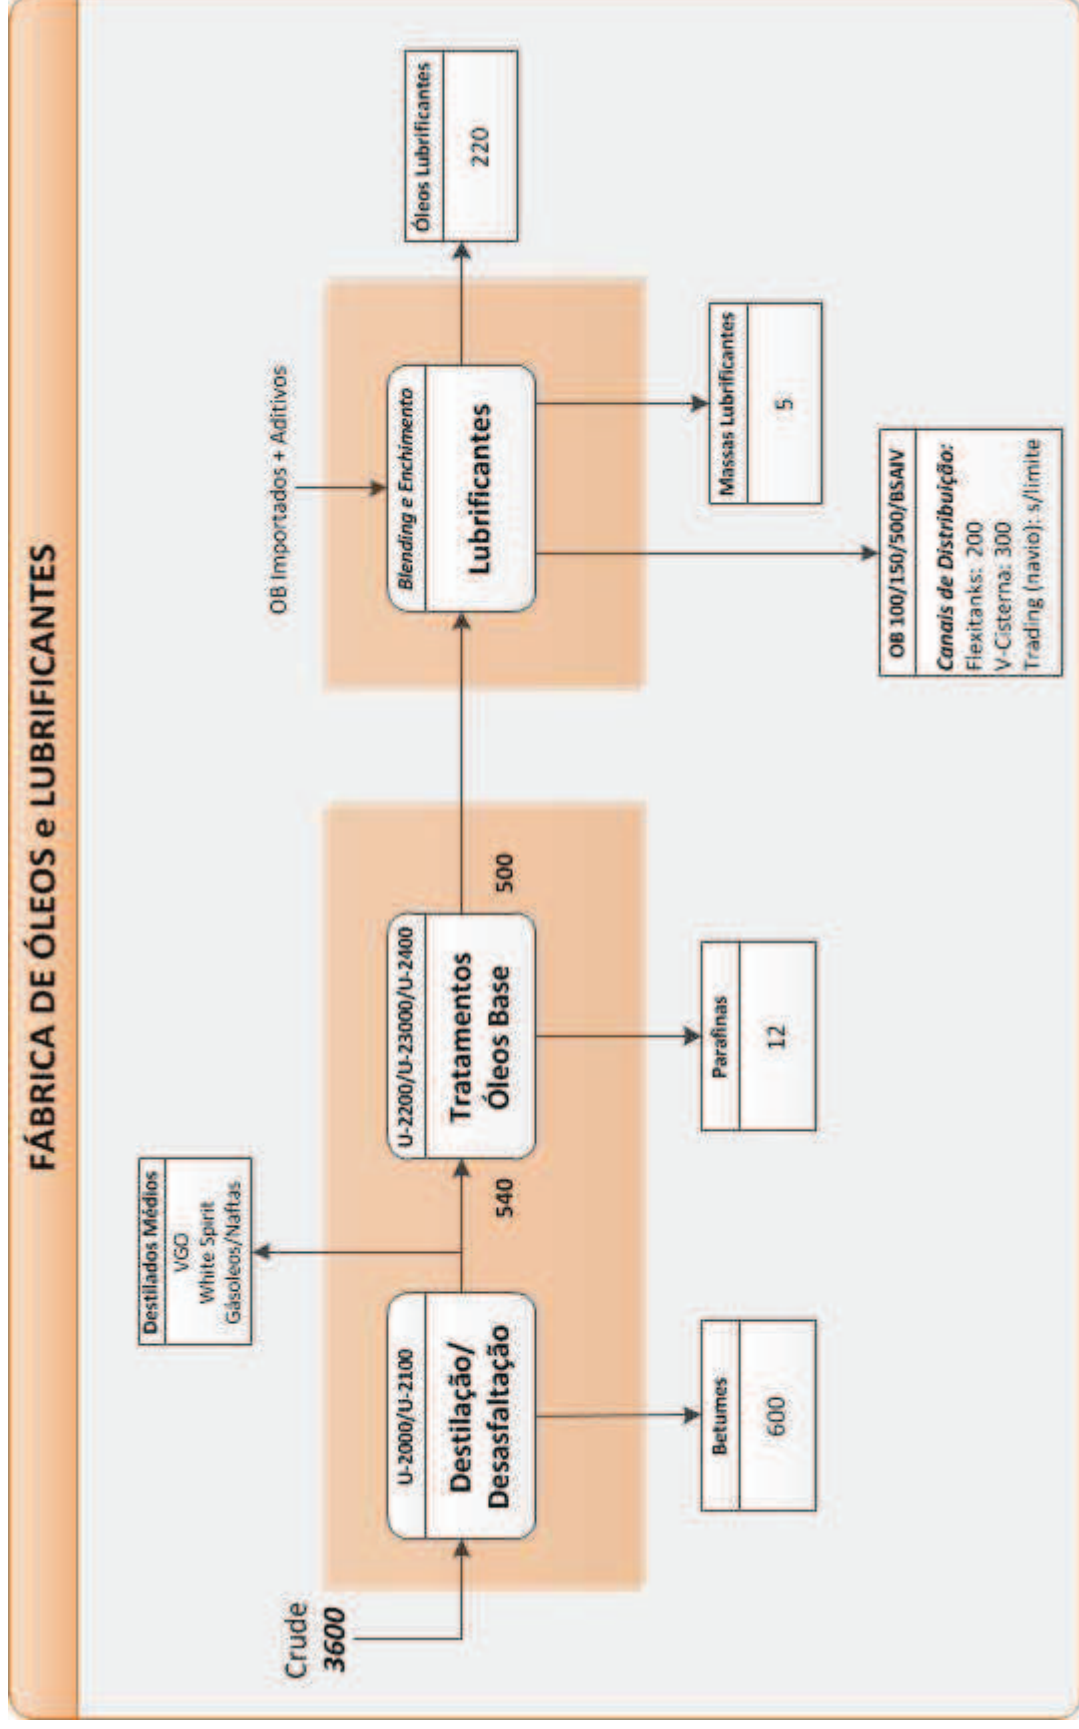 FÁBRICA DE ÓLEOS e LUBRIFICANTES
Crude
3600
U-2000/U-2100
Destilação/
Desasfaltação
Betumes
600
Destilados Médios
VGO
White Spirit
Gásoleos/Naftas
540
U-2200/U-23000/U-2400
Tratamentos
Óleos Base
500
Parafinas
12
OB Importados + Aditivos
Blending e Enchimento
Lubrificantes
OB 100/150/500/BSAIV
Canais de Distribuição:
Flexitanks: 200
V-Cisterna: 300
Trading (navio): s/limite
Massas Lubrificantes
5
Óleos Lubrificantes
220